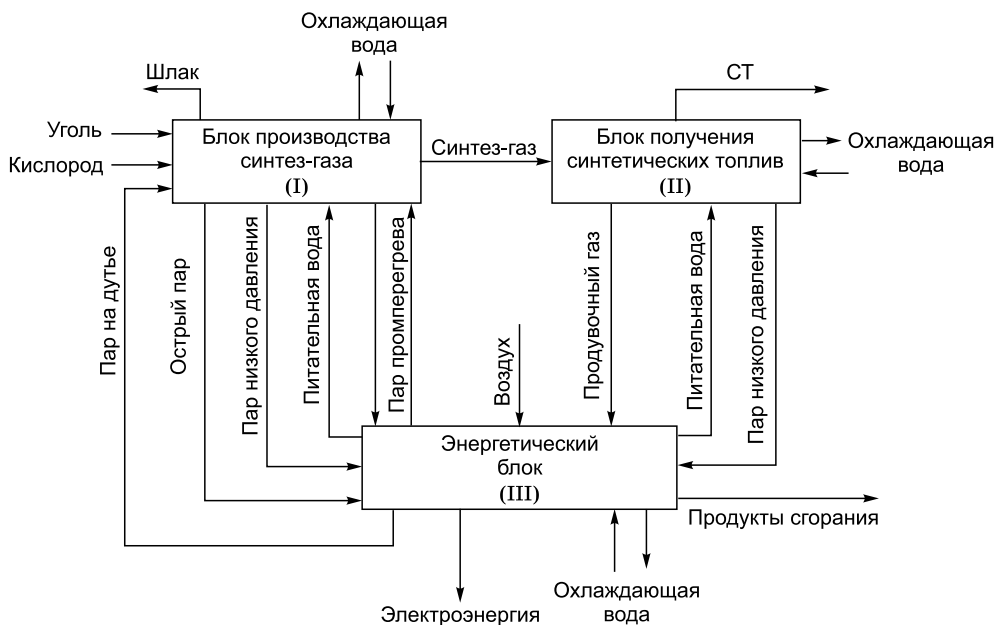 Охлаждающая
вода
Шлак
СТ
Уголь
Кислород
Блок производства
синтез-газа
(I)
Синтез-газ
Блок получения
синтетических топлив
(II)
Охлаждающая
вода
Пар на дутье
Острый пар
Пар низкого давления
Питательная вода
Пар промперегрева
Воздух
Продувочный газ
Питательная вода
Пар низкого давления
Энергетический
блок
(III)
Продукты сгорания
Электроэнергия
Охлаждающая
вода